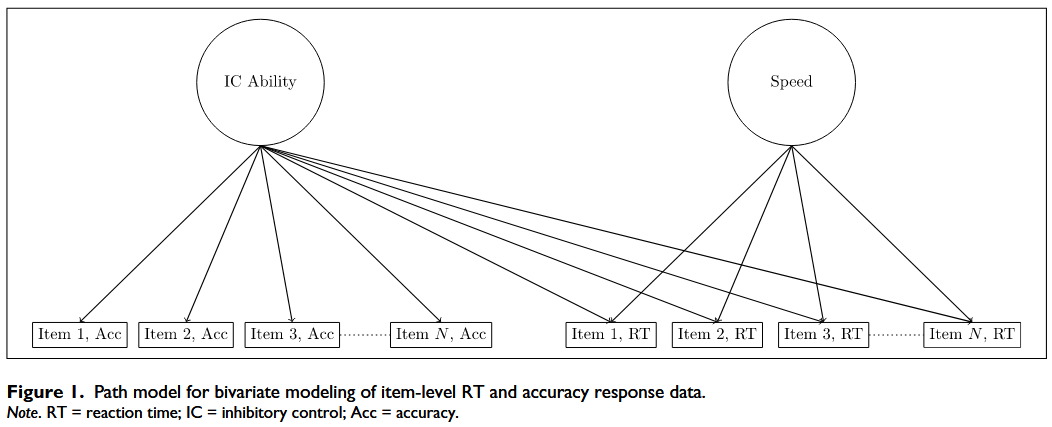 IC Ability
Speed
Item 1, Acc
Item 2, Acc
Item 3, Acc
Item N, Acc
Item 1, RT
Item 2, RT
Item 3, RT
Item N, RT
Figure 1. Path model for bivariate modeling of item-level RT and accuracy response data.
Note. RT = reaction time; IC = inhibitory control; Acc = accuracy.